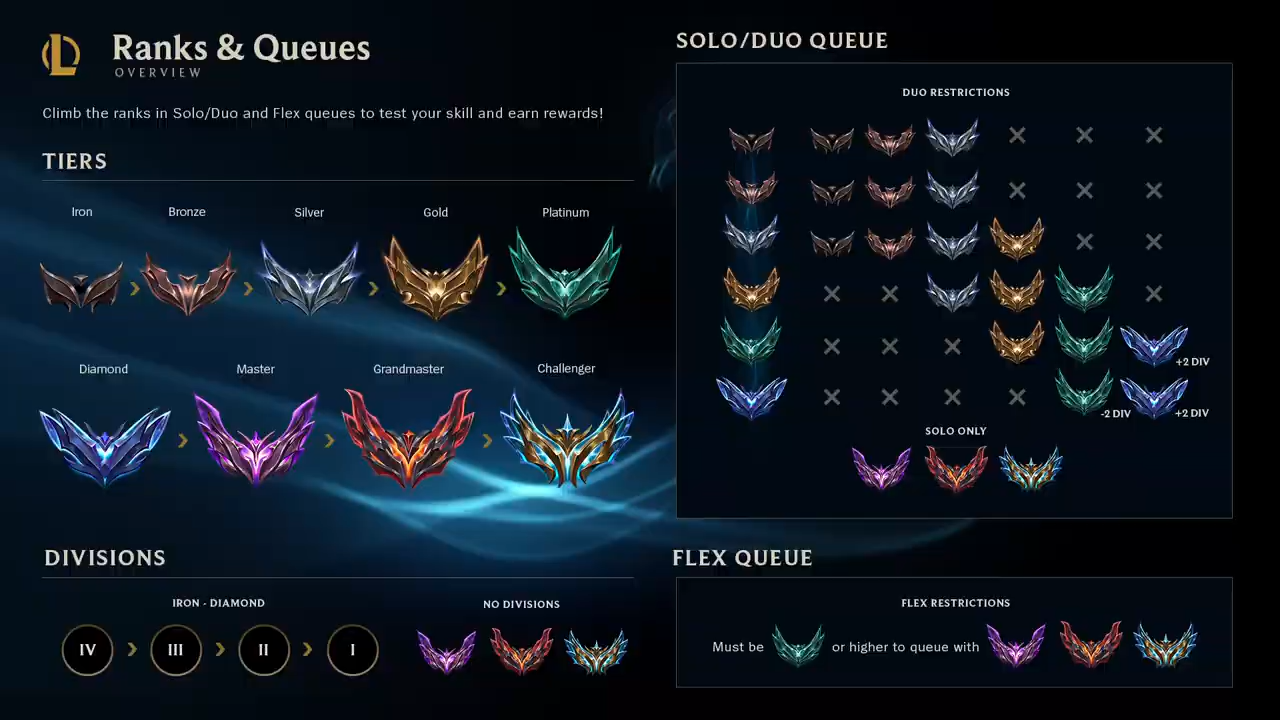 Ranks & Queues
OVERVIEW
Climb the ranks in Solo/Duo and Flex queues to test your skill and earn rewards!
TIERS
Iron
Bronze
Silver
Gold
Platinum
Diamond
Master
Grandmaster
Challenger
DIVISIONS
IRON - DIAMOND
IV
III
II
I
NO DIVISIONS
SOLO/DUO QUEUE
DUO RESTRICTIONS
+2 DIV
-2 DIV
+2 DIV
SOLO ONLY
FLEX QUEUE
FLEX RESTRICTIONS
Must be or higher to queue with